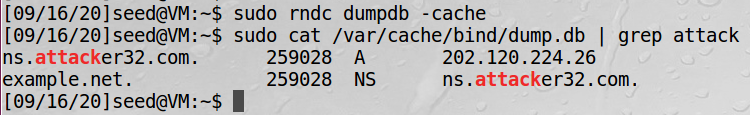 [09/16/20]seed@VM:~$ sudo rndc dumpdb -cache
[09/16/20]seed@VM:~$ sudo cat /var/cache/bind/dump.db | grep attack
ns.attacker32.com.      259028  A       202.120.224.26
example.net.            259028  NS      ns.attacker32.com.
[09/16/20]seed@VM:~$